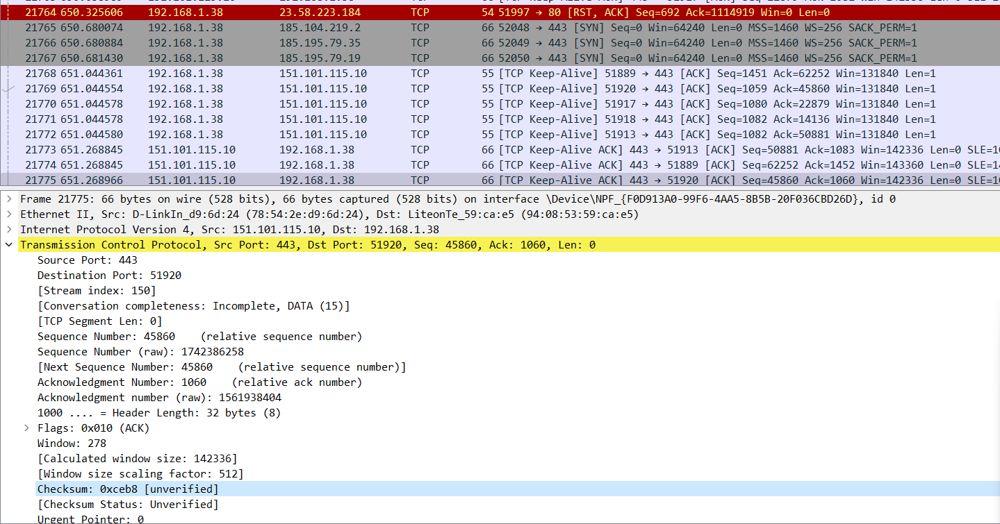 21764 650.325606 192.168.1.38 23.58.223.184 TCP 54 51997 → 80 [RST, ACK] Seq=692 Ack=1114919 Win=0 Len=0
21765 650.680074 192.168.1.38 185.104.219.2 TCP 66 52048 → 443 [SYN] Seq=0 Win=64240 Len=0 MSS=1460 WS=256 SACK_PERM=1
21766 650.680884 192.168.1.38 185.195.79.35 TCP 66 52049 → 443 [SYN] Seq=0 Win=64240 Len=0 MSS=1460 WS=256 SACK_PERM=1
21767 650.681430 192.168.1.38 185.195.79.19 TCP 66 52050 → 443 [SYN] Seq=0 Win=64240 Len=0 MSS=1460 WS=256 SACK_PERM=1
21768 651.044361 192.168.1.38 151.101.115.10 TCP 55 [TCP Keep-Alive] 51889 → 443 [ACK] Seq=1451 Ack=62252 Win=131840 Len=1
21769 651.044554 192.168.1.38 151.101.115.10 TCP 55 [TCP Keep-Alive] 51920 → 443 [ACK] Seq=1059 Ack=45860 Win=131840 Len=1
21770 651.044578 192.168.1.38 151.101.115.10 TCP 55 [TCP Keep-Alive] 51917 → 443 [ACK] Seq=1080 Ack=22879 Win=131840 Len=1
21771 651.044578 192.168.1.38 151.101.115.10 TCP 55 [TCP Keep-Alive] 51918 → 443 [ACK] Seq=1082 Ack=14136 Win=131840 Len=1
21772 651.044580 192.168.1.38 151.101.115.10 TCP 55 [TCP Keep-Alive] 51913 → 443 [ACK] Seq=1082 Ack=50881 Win=131840 Len=1
21773 651.268845 151.101.115.10 192.168.1.38 TCP 66 [TCP Keep-Alive ACK] 443 → 51913 [ACK] Seq=50881 Ack=1083 Win=142336 Len=0
21774 651.268845 151.101.115.10 192.168.1.38 TCP 66 [TCP Keep-Alive ACK] 443 → 51889 [ACK] Seq=62252 Ack=1452 Win=143360 Len=0
21775 651.268966 151.101.115.10 192.168.1.38 TCP 66 [TCP Keep-Alive ACK] 443 → 51920 [ACK] Seq=45860 Ack=1060 Win=142336 Len=0
Frame 21775: 66 bytes on wire (528 bits), 66 bytes captured (528 bits) on interface \Device\NPF_{F0D913A0-99F6-4AA5-8B5B-20F036CBD26D}, id 0
Ethernet II, Src: D-LinkIn_d9:6d:24 (78:54:2e:d9:6d:24), Dst: LiteonTe_59:ca:e5 (94:08:53:59:ca:e5)
Internet Protocol Version 4, Src: 151.101.115.10, Dst: 192.168.1.38
Transmission Control Protocol, Src Port: 443, Dst Port: 51920, Seq: 45860, Ack: 1060, Len: 0
Source Port: 443
Destination Port: 51920
[Stream index: 150]
[Conversation completeness: Incomplete, DATA (15)]
[TCP Segment Len: 0]
Sequence Number: 45860 (relative sequence number)
Sequence Number (raw): 1742386258
[Next Sequence Number: 45860 (relative sequence number)]
Acknowledgment Number: 1060 (relative ack number)
Acknowledgment number (raw): 1561938404
1000 .... = Header Length: 32 bytes (8)
Flags: 0x010 (ACK)
Window: 278
[Calculated window size: 142336]
[Window size scaling factor: 512]
Checksum: 0xceb8 [unverified]
[Checksum Status: Unverified]
Urgent Pointer: 0